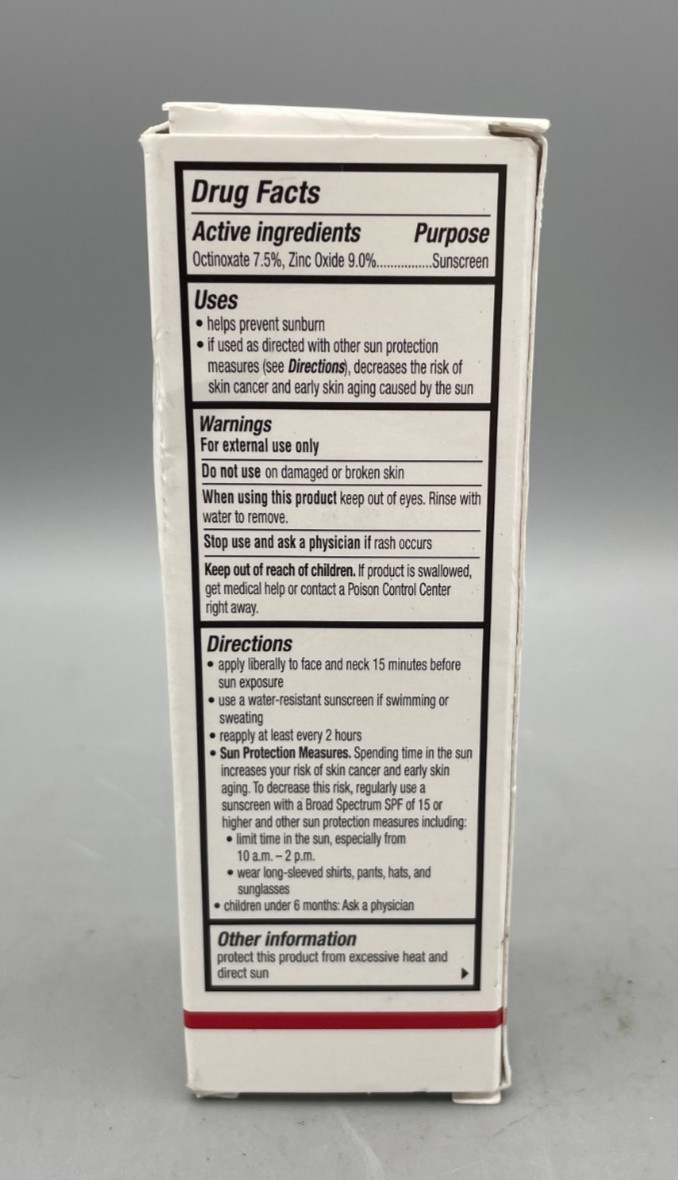 Drug Facts
Active ingredients Purpose
Octinoxate 7.5%, Zinc Oxide 9.0%................Sunscreen
Uses
• helps prevent sunburn
• if used as directed with other sun protection
measures (see Directions), decreases the risk of
skin cancer and early skin aging caused by the sun
Warnings
For external use only
Do not use on damaged or broken skin
When using this product keep out of eyes. Rinse with
water to remove.
Stop use and ask a physician if rash occurs
Keep out of reach of children. If product is swallowed,
get medical help or contact a Poison Control Center
right away.
Directions
• apply liberally to face and neck 15 minutes before
sun exposure
• use a water-resistant sunscreen if swimming or
sweating
• reapply at least every 2 hours
• Sun Protection Measures. Spending time in the sun
increases your risk of skin cancer and early skin
aging. To decrease this risk, regularly use a
sunscreen with a Broad Spectrum SPF of 15 or
higher and other sun protection measures including:
• limit time in the sun, especially from
10 a.m. – 2 p.m.
• wear long-sleeved shirts, pants, hats, and
sunglasses
• children under 6 months: Ask a physician
Other information
protect this product from excessive heat and
direct sun